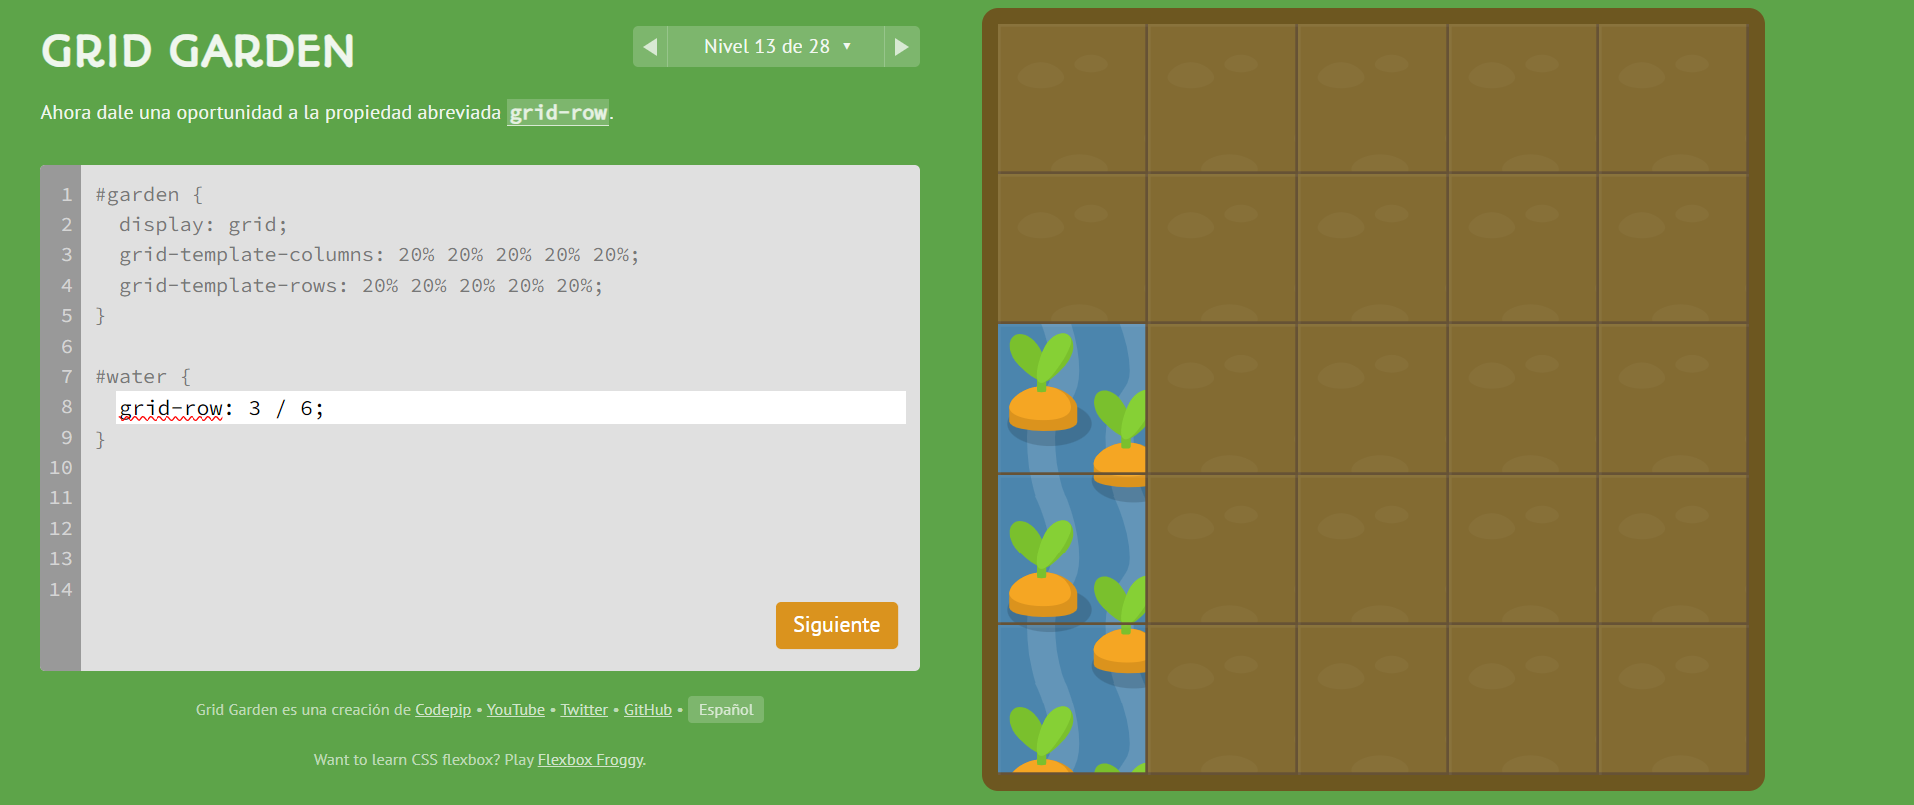 GRID GARDEN
Nivel 13 de 28 ▼
Ahora dale una oportunidad a la propiedad abreviada grid-row.
1 #garden {
2 display: grid;
3 grid-template-columns: 20% 20% 20% 20% 20%;
4 grid-template-rows: 20% 20% 20% 20% 20%;
5 }
6
7 #water {
8 grid-row: 3 / 6;
9 }
10
11
12
13
14
Siguiente
Grid Garden es una creación de Codepip • YouTube • Twitter • GitHub • Español
Want to learn CSS flexbox? Play Flexbox Froggy.